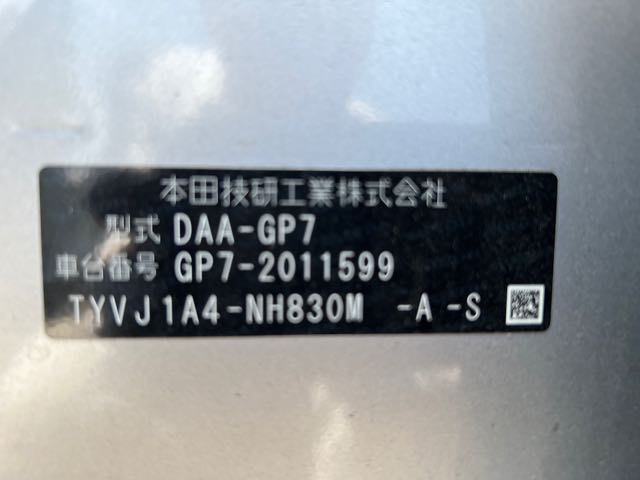 本田技研工業株式会社
型式 DAA-GP7
車台番号 GP7-2011599
TYVJ1A4-NH830M -A-S